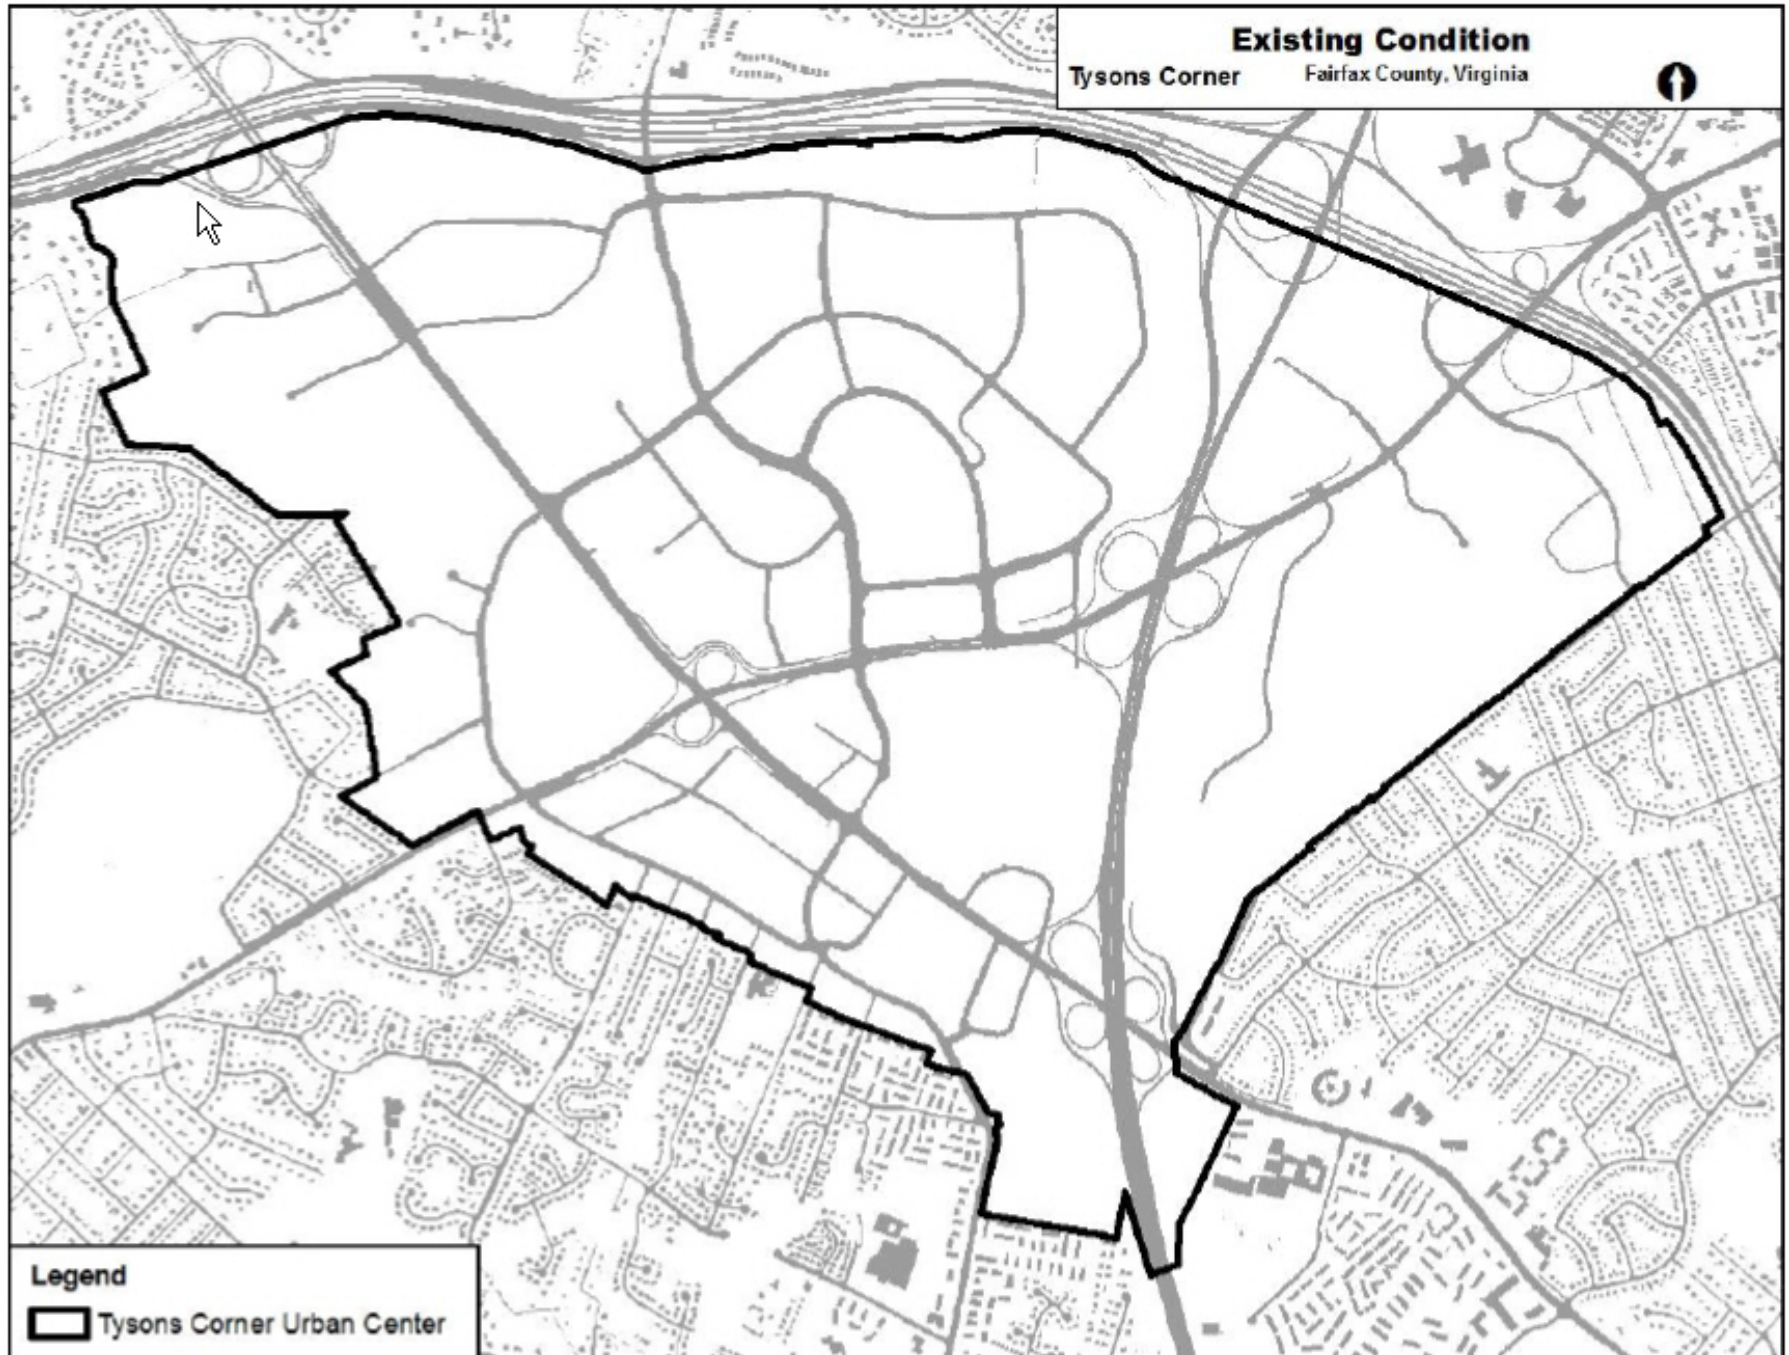 Existing Condition
Tysons Corner
Fairfax County, Virginia
Legend
Tysons Corner Urban Center